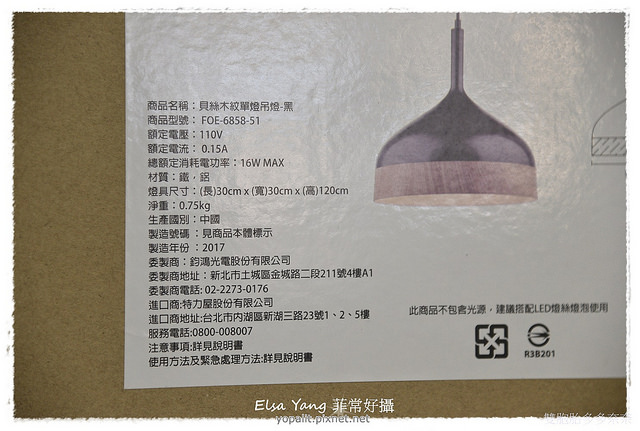 商品名稱：貝絲木紋單燈吊燈-黑
商品型號： FOE-6858-51
額定電壓：110V
額定電流： 0.15A
總額定消耗電功率：16W MAX
材質：鐵，鋁
燈具尺寸：(長)30cm x (寬)30cm x (高)120cm
淨重：0.75kg
生產國別：中國
製造號碼 ：見商品本體標示
製造年份 ：2017
委製商：鈞鴻光電股份有限公司
委製商地址：新北市土城區金城路二段211號4樓A1
委製商電話: 02-2273-0176
進口商:特力屋股份有限公司
進口商地址:台北市內湖區新湖三路23號1、2、5樓
服務電話:0800-008007
注意事項:詳見說明書
使用方法及緊急處理方法:詳見說明書
此商品不包含光源，建議搭配LED燈絲燈泡使用
R3B201
Elsa Yang 菲常好攝
yopalit.pixnet.net